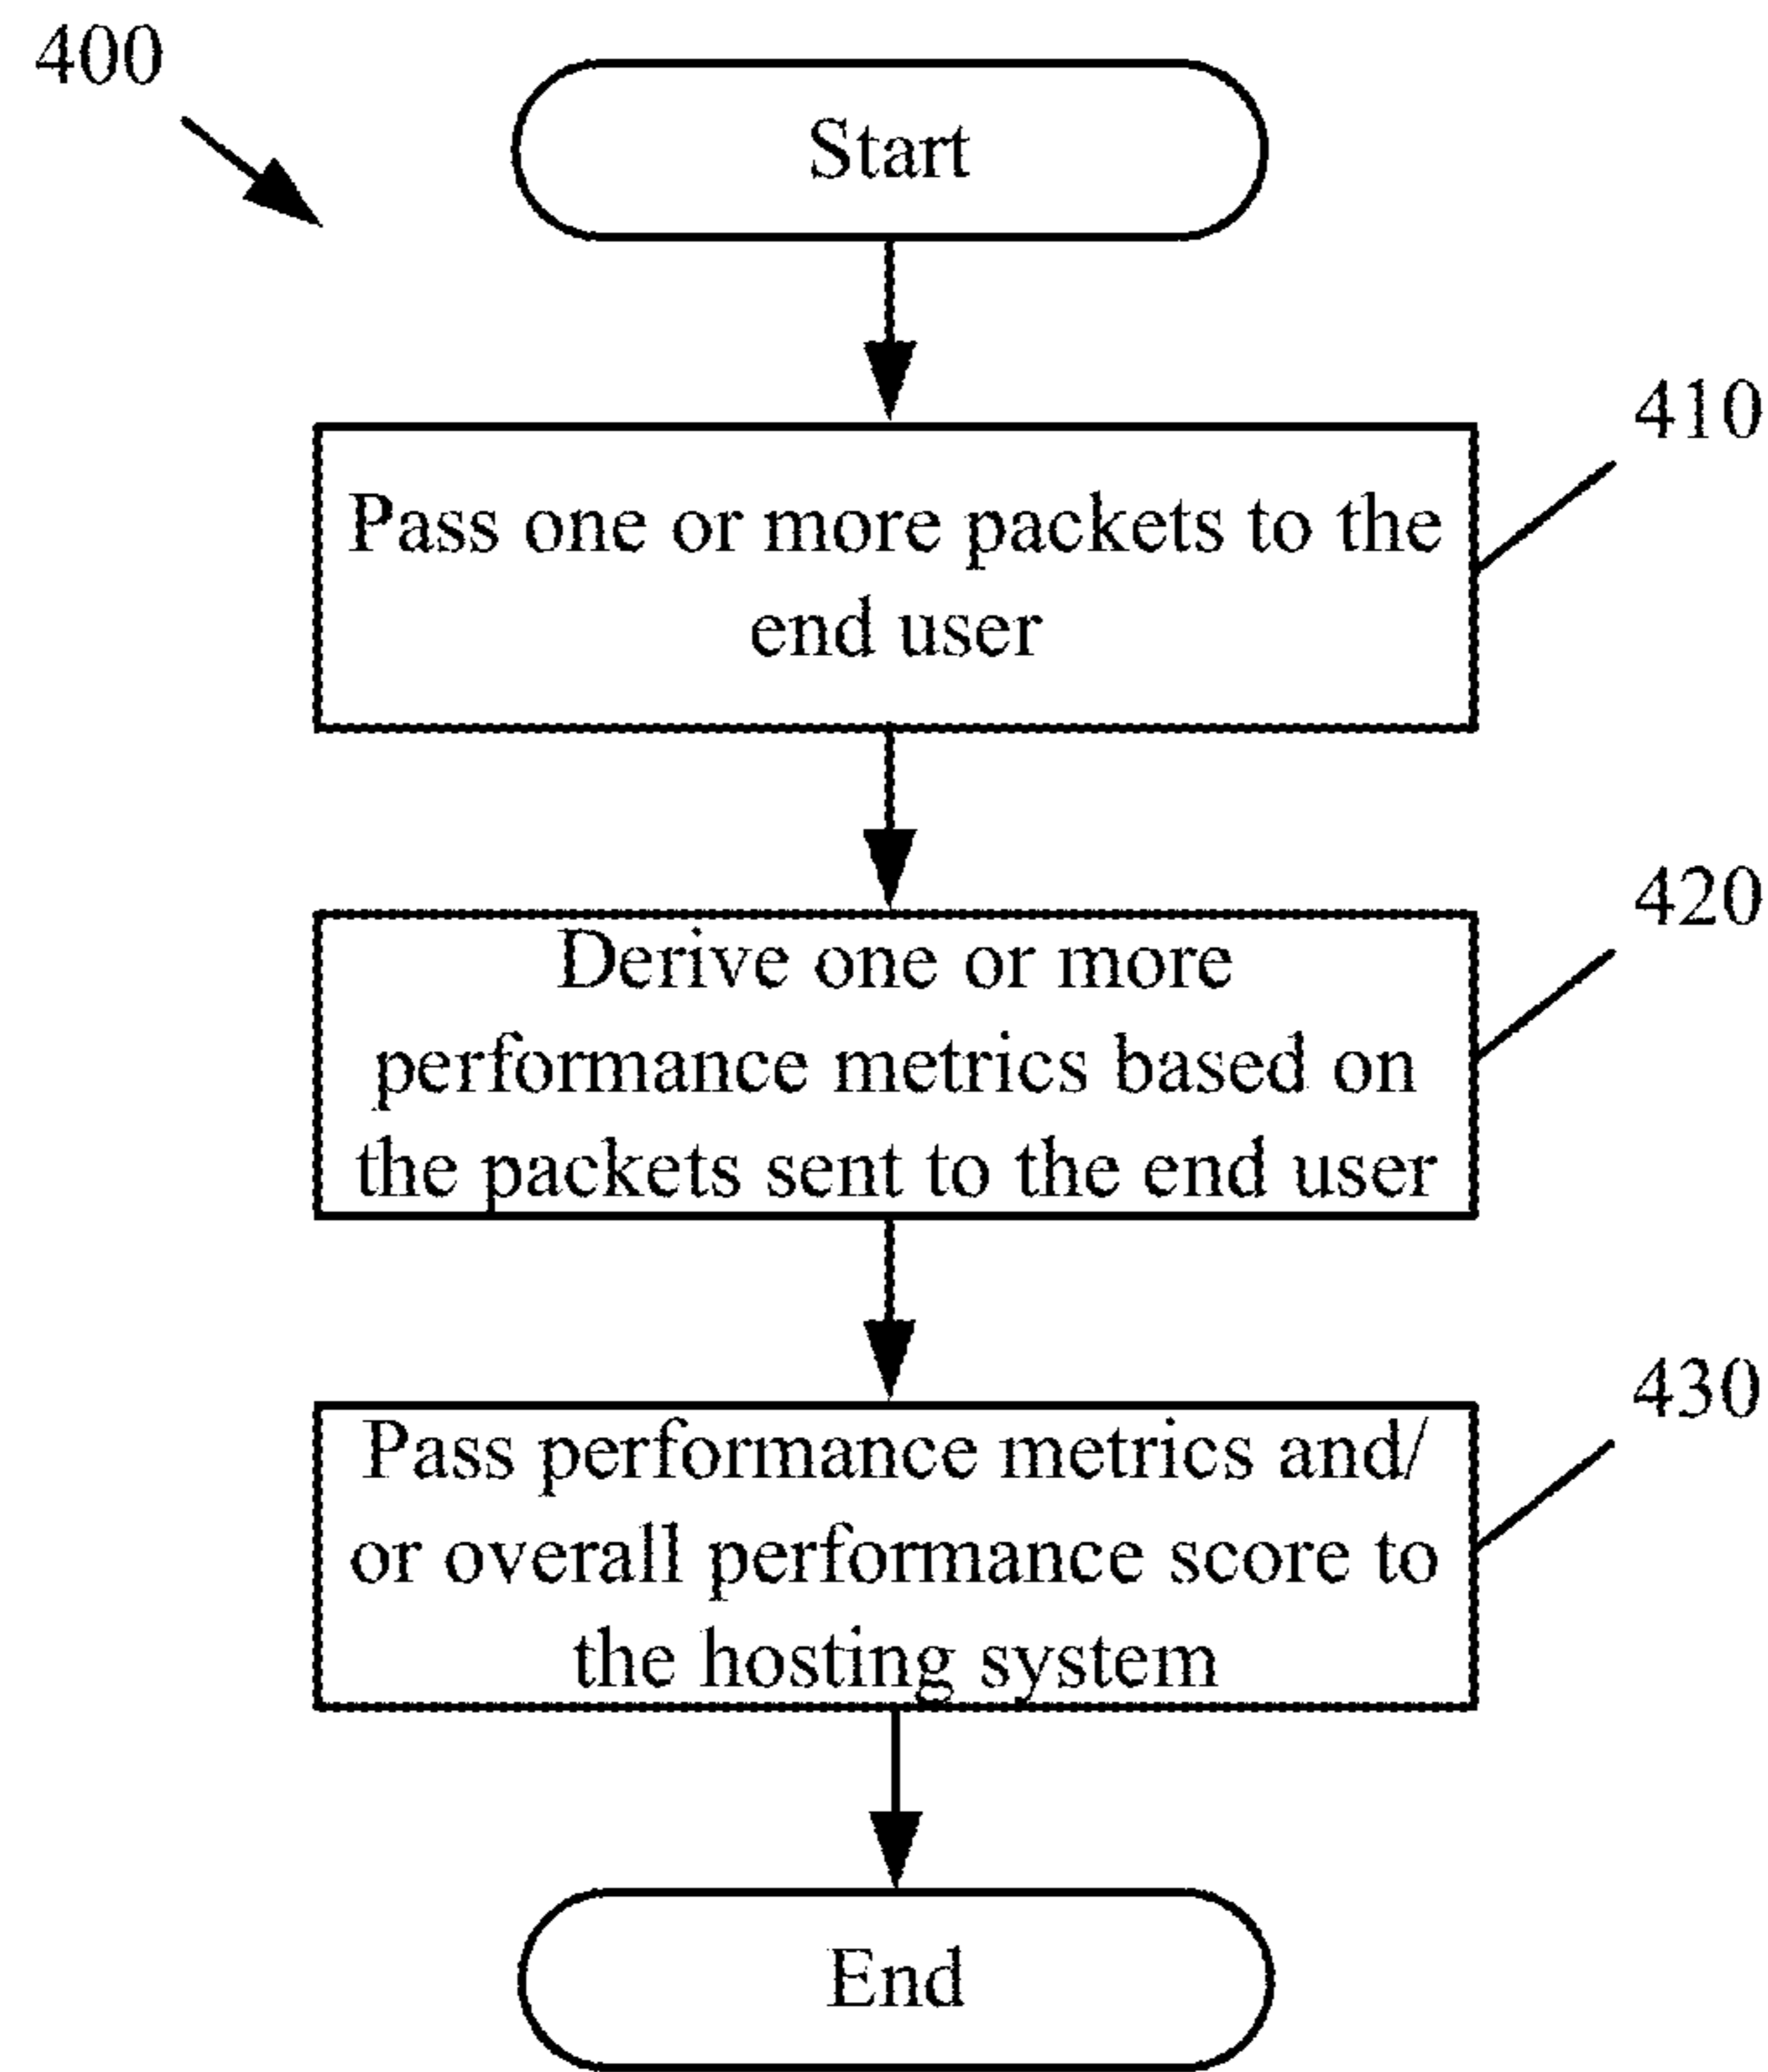 400
Start
410
Pass one or more packets to the
end user
420
Derive one or more
performance metrics based on
the packets sent to the end user
430
Pass performance metrics and/
or overall performance score to
the hosting system
End